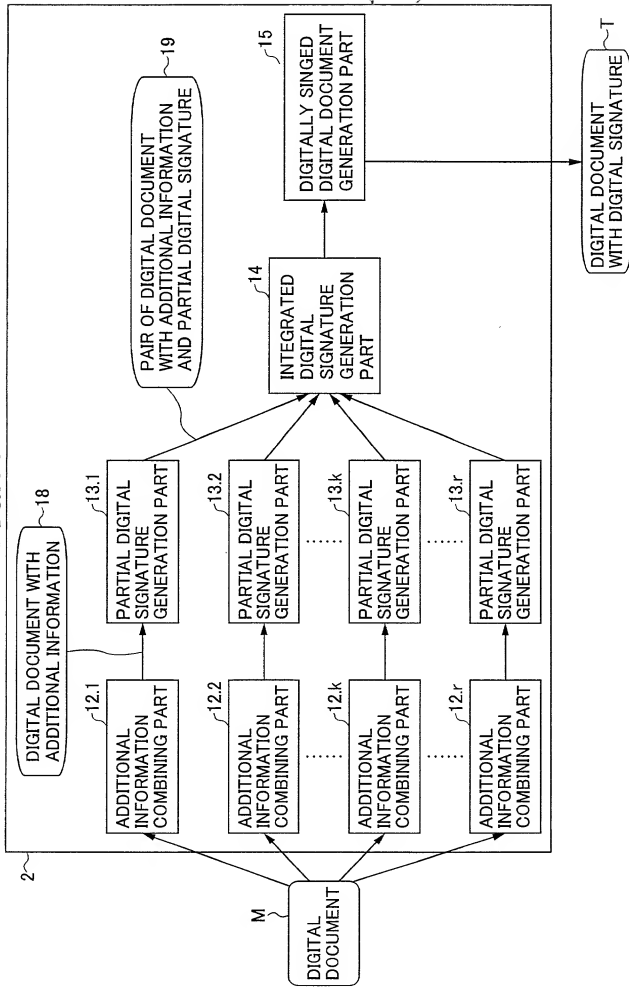 2
M
DIGITAL
DOCUMENT
18
DIGITAL DOCUMENT WITH
ADDITIONAL INFORMATION
19
PAIR OF DIGITAL DOCUMENT
WITH ADDITIONAL INFORMATION
AND PARTIAL DIGITAL SIGNATURE
12.1
ADDITIONAL
INFORMATION
COMBINING PART
13.1
PARTIAL DIGITAL
SIGNATURE
GENERATION PART
12.2
ADDITIONAL
INFORMATION
COMBINING PART
13.2
PARTIAL DIGITAL
SIGNATURE
GENERATION PART
12.k
ADDITIONAL
INFORMATION
COMBINING PART
13.k
PARTIAL DIGITAL
SIGNATURE
GENERATION PART
12.r
ADDITIONAL
INFORMATION
COMBINING PART
13.r
PARTIAL DIGITAL
SIGNATURE
GENERATION PART
14
INTEGRATED
DIGITAL
SIGNATURE
GENERATION
PART
15
DIGITALLY SINGED
DIGITAL DOCUMENT
GENERATION PART
T
DIGITAL DOCUMENT
WITH DIGITAL SIGNATURE